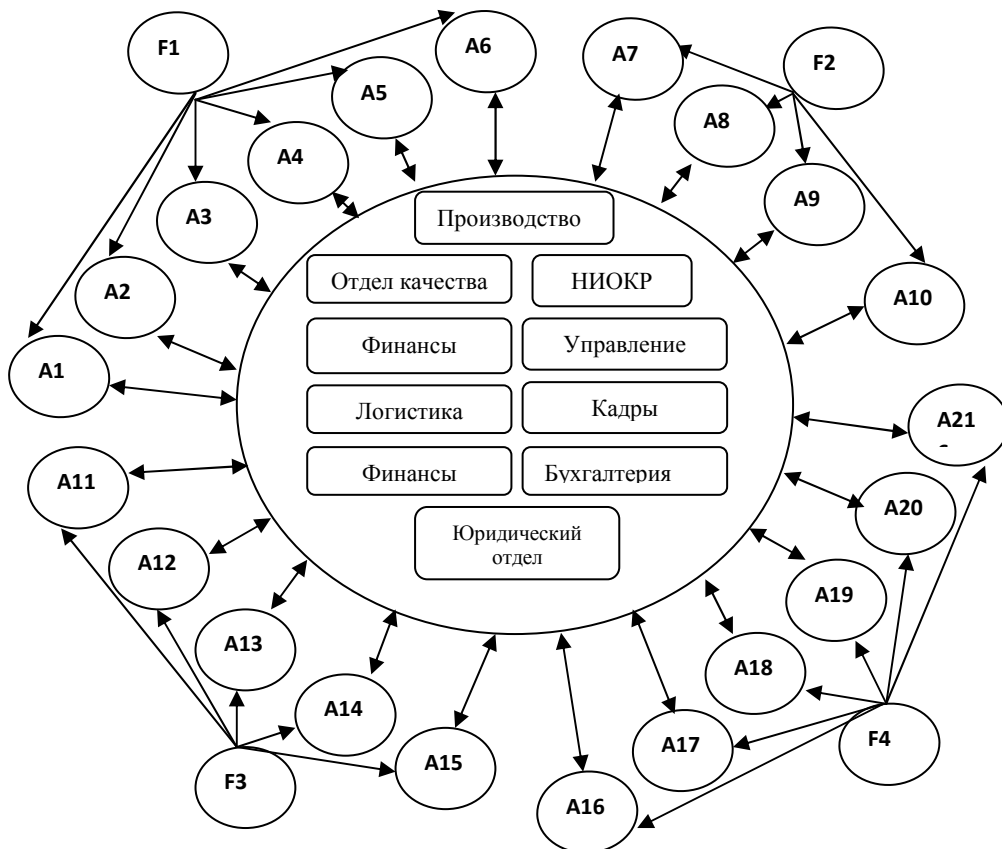 F1
A6
A7
F2
A5
A8
A4
A9
A3
Производство
A2
Отдел качества
НИОКР
A10
Финансы
Управление
A1
Логистика
Кадры
A21
A11
Финансы
Бухгалтерия
A20
Юридический
отдел
A12
A19
A13
A18
A14
A17
F4
A15
F3
A16